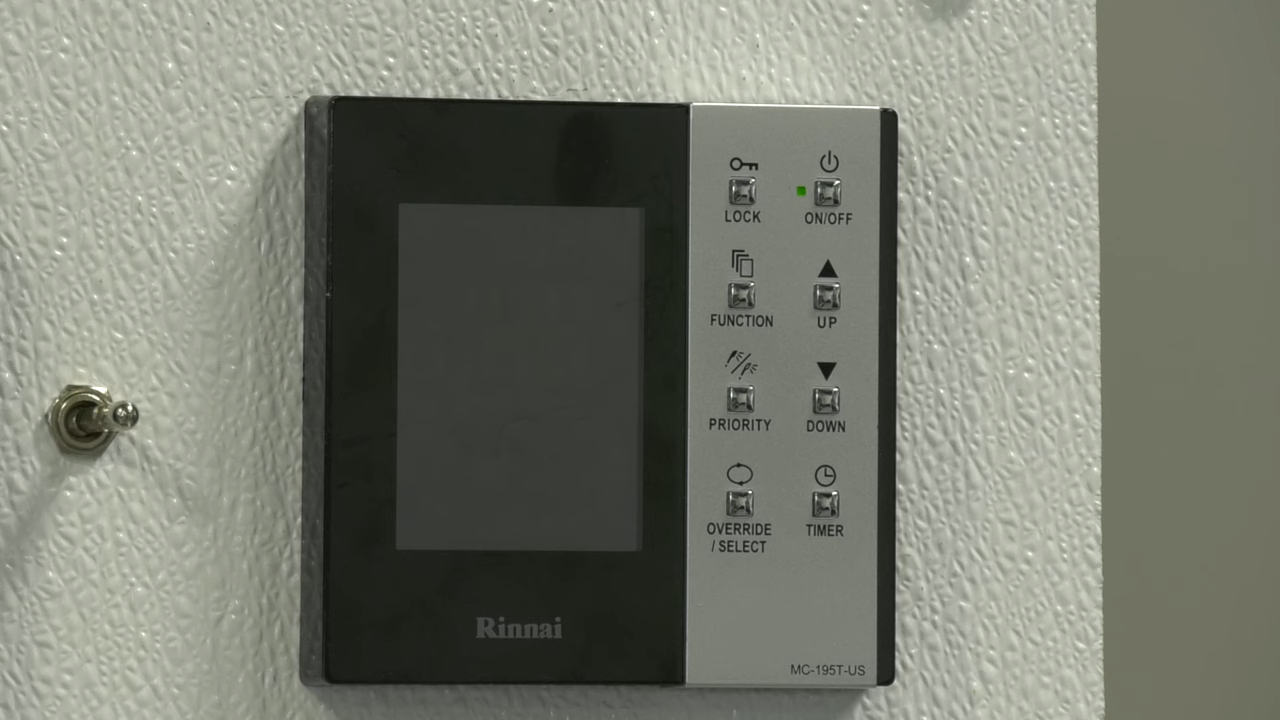 LOCK
ON/OFF
FUNCTION
UP
PRIORITY
DOWN
OVERRIDE
/ SELECT
TIMER
Rinnai
MC-195T-US